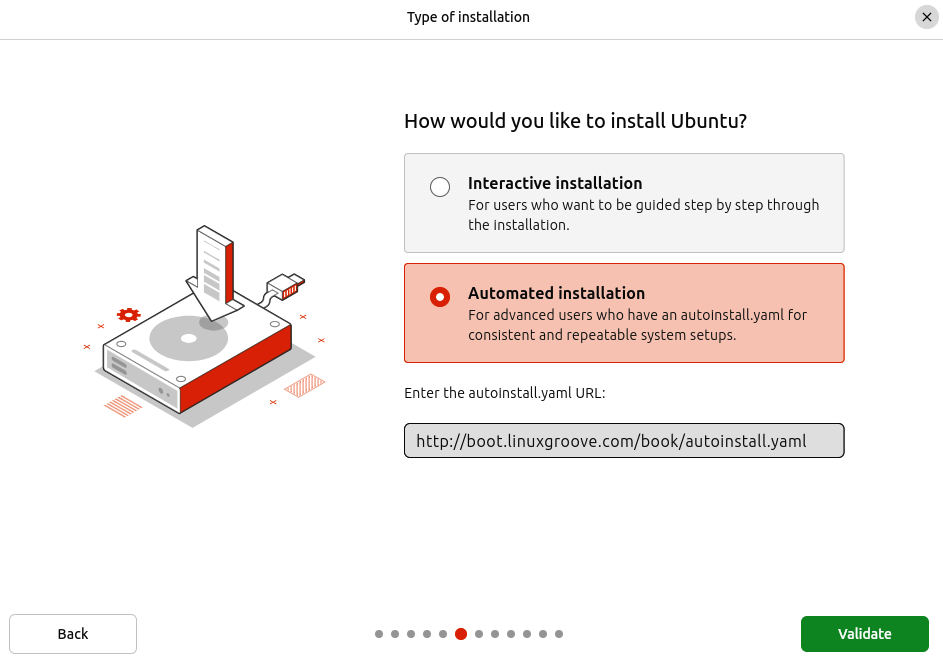 Type of installation
How would you like to install Ubuntu?
Interactive installation
For users who want to be guided step by step through
the installation.
Automated installation
For advanced users who have an autoinstall.yaml for
consistent and repeatable system setups.
Enter the autoinstall.yaml URL:
http://boot.linuxgroove.com/book/autoinstall.yaml
Back
Validate